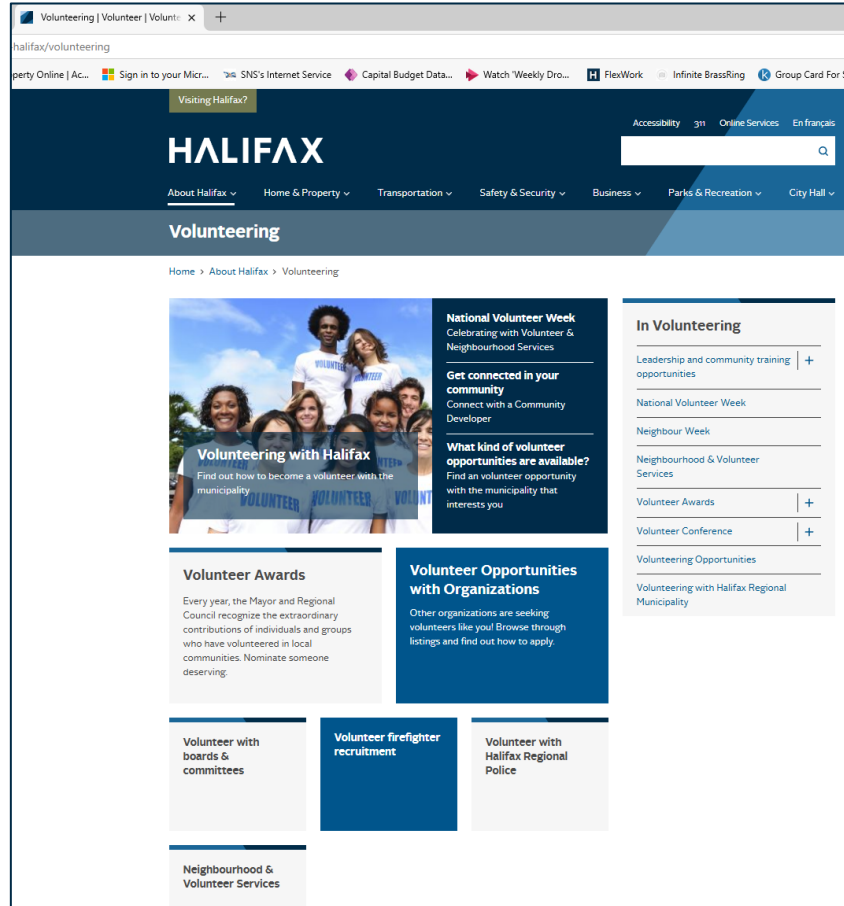 Volunteering | Volunteer | Volunte
halifax/volunteering
perty Online | Ac... Sign in to your Micr... SNS's Internet Service Capital Budget Data... Watch 'Weekly Dro... FlexWork Infinite BrassRing Group Card For S
Visiting Halifax?
Accessibility 311 Online Services En français
HALIFAX
About Halifax Home & Property Transportation Safety & Security Business Parks & Recreation City Hall
Volunteering
Home > About Halifax > Volunteering
VOLUNTEER
VOLUNTEER
VOLUNTEER
VOLUNT
Volunteering with Halifax
Find out how to become a volunteer with the
municipality
National Volunteer Week
Celebrating with Volunteer &
Neighbourhood Services
Get connected in your
community
Connect with a Community
Developer
What kind of volunteer
opportunities are available?
Find an volunteer opportunity
with the municipality that
interests you
In Volunteering
Leadership and community training
opportunities
National Volunteer Week
Neighbour Week
Neighbourhood & Volunteer
Services
Volunteer Awards
Volunteer Conference
Volunteering Opportunities
Volunteering with Halifax Regional
Municipality
Volunteer Awards
Every year, the Mayor and Regional
Council recognize the extraordinary
contributions of individuals and groups
who have volunteered in local
communities. Nominate someone
deserving.
Volunteer Opportunities
with Organizations
Other organizations are seeking
volunteers like you! Browse through
listings and find out how to apply.
Volunteer with
boards &
committees
Volunteer firefighter
recruitment
Volunteer with
Halifax Regional
Police
Neighbourhood &
Volunteer Services